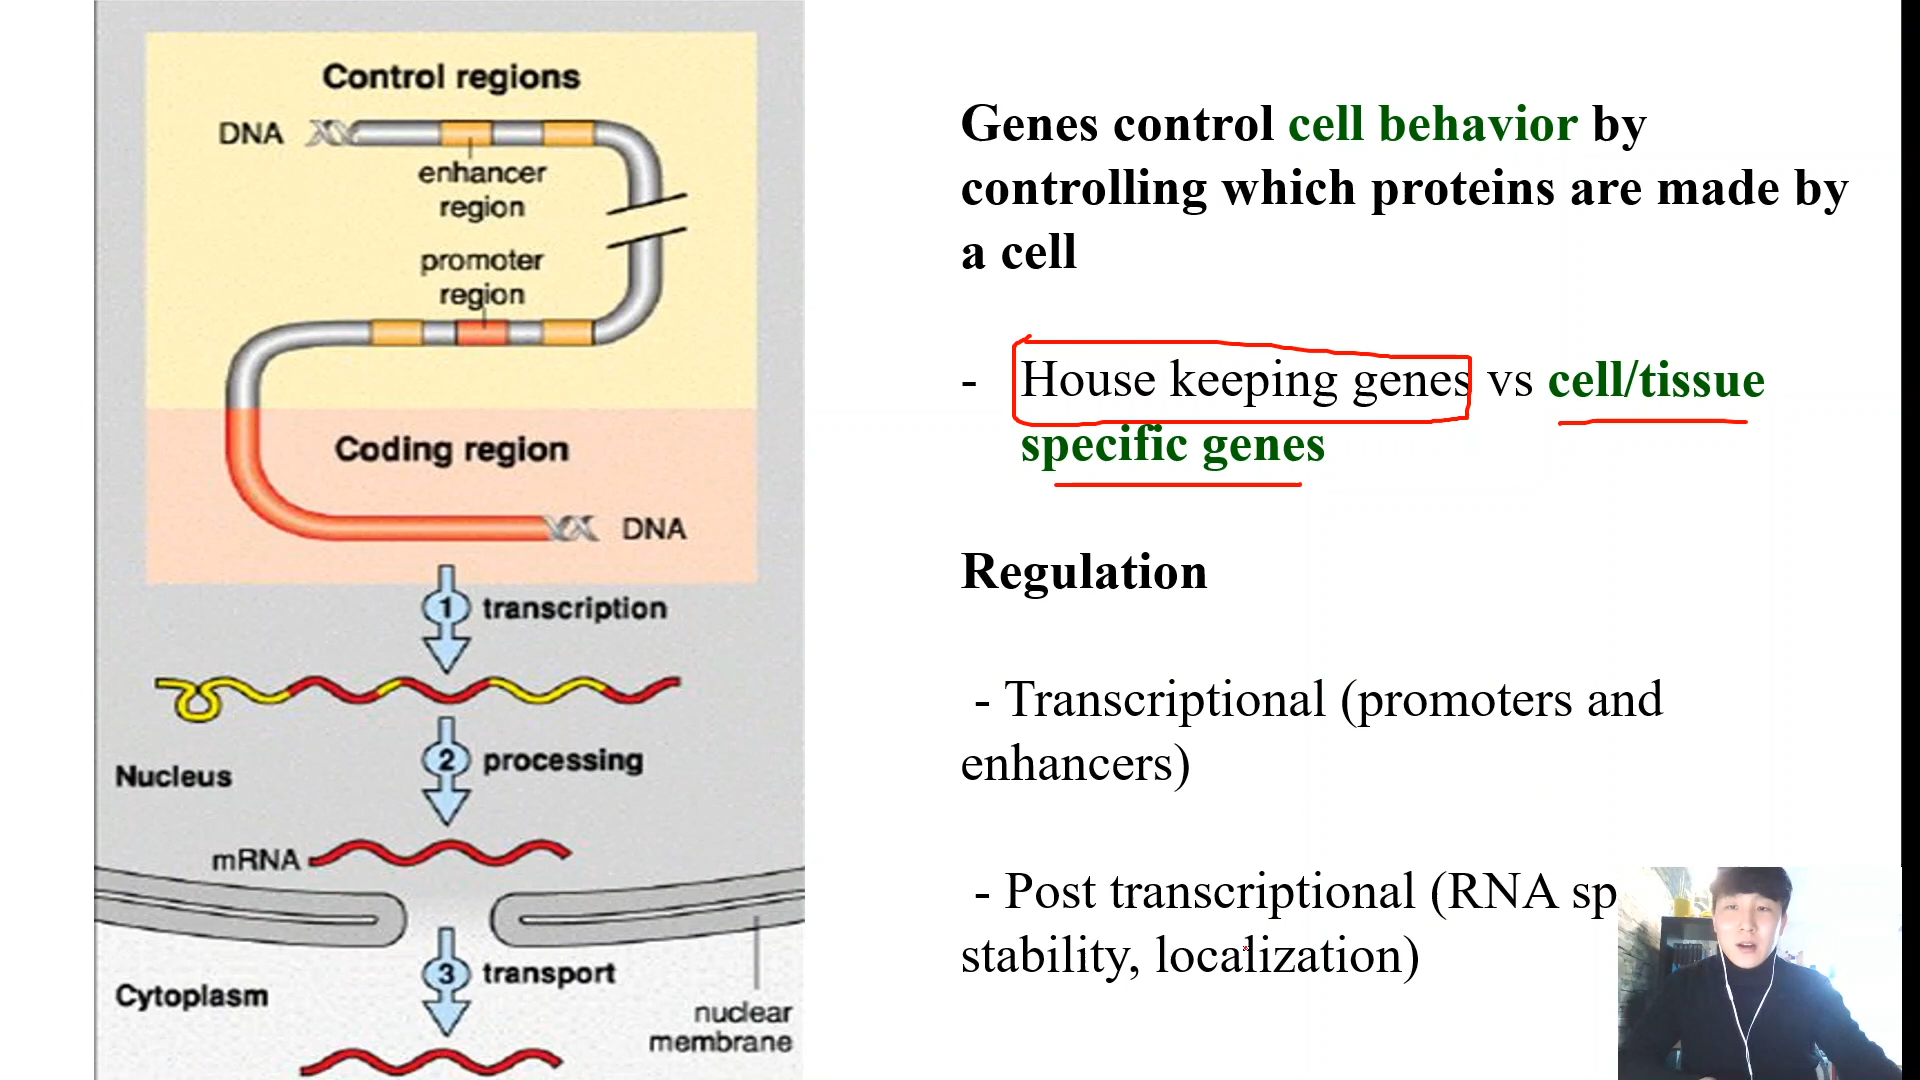 Control regions
DNA
enhancer
region
promoter
region
Coding region
DNA
1 transcription
2 processing
Nucleus
mRNA
3 transport
Cytoplasm
nuclear
membrane
Genes control cell behavior by
controlling which proteins are made by
a cell
- House keeping genes vs cell/tissue
specific genes
Regulation
- Transcriptional (promoters and
enhancers)
- Post transcriptional (RNA sp
stability, localization)